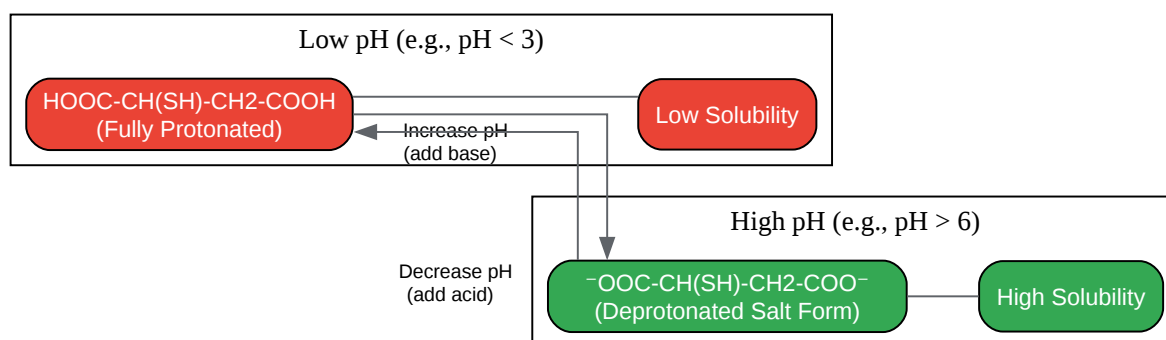 Low pH (e.g., pH < 3)
HOOC-CH(SH)-CH2-COOH
(Fully Protonated)
Low Solubility
Increase pH
(add base)
High pH (e.g., pH > 6)
Decrease pH
(add acid)
⁻OOC-CH(SH)-CH2-COO⁻
(Deprotonated Salt Form)
High Solubility